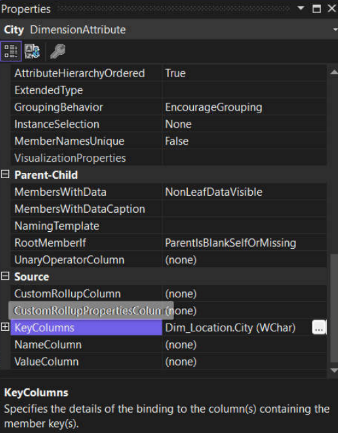 Properties
City DimensionAttribute
AttributeHierarchyOrdered True
ExtendedType
GroupingBehavior EncourageGrouping
InstanceSelection None
MemberNamesUnique False
VisualizationProperties
Parent-Child
MembersWithData NonLeafDataVisible
MembersWithDataCaption
NamingTemplate
RootMemberIf ParentIsBlankSelfOrMissing
UnaryOperatorColumn (none)
Source
CustomRollupColumn (none)
CustomRollupPropertiesColum (none)
KeyColumns Dim_Location.City (WChar) ...
NameColumn (none)
ValueColumn (none)
KeyColumns
Specifies the details of the binding to the column(s) containing the
member key(s).